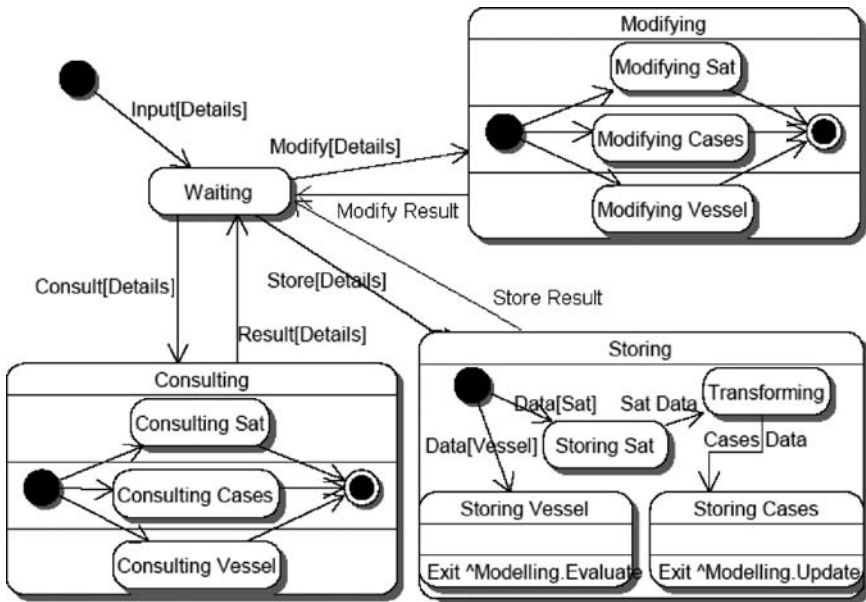 Modifying
Modifying Sat
Input[Details]
Modify[Details]
Modifying Cases
Waiting
Modify Result
Modifying Vessel
Consult[Details]
Store[Details]
Store Result
Result[Details]
Storing
Consulting
Transforming
Data[Sat]
Sat Data
Consulting Sat
Data[Vessel]
Storing Sat
Cases Data
Consulting Cases
Storing Vessel
Storing Cases
Consulting Vessel
Exit ^Modelling.Evaluate
Exit ^Modelling.Update